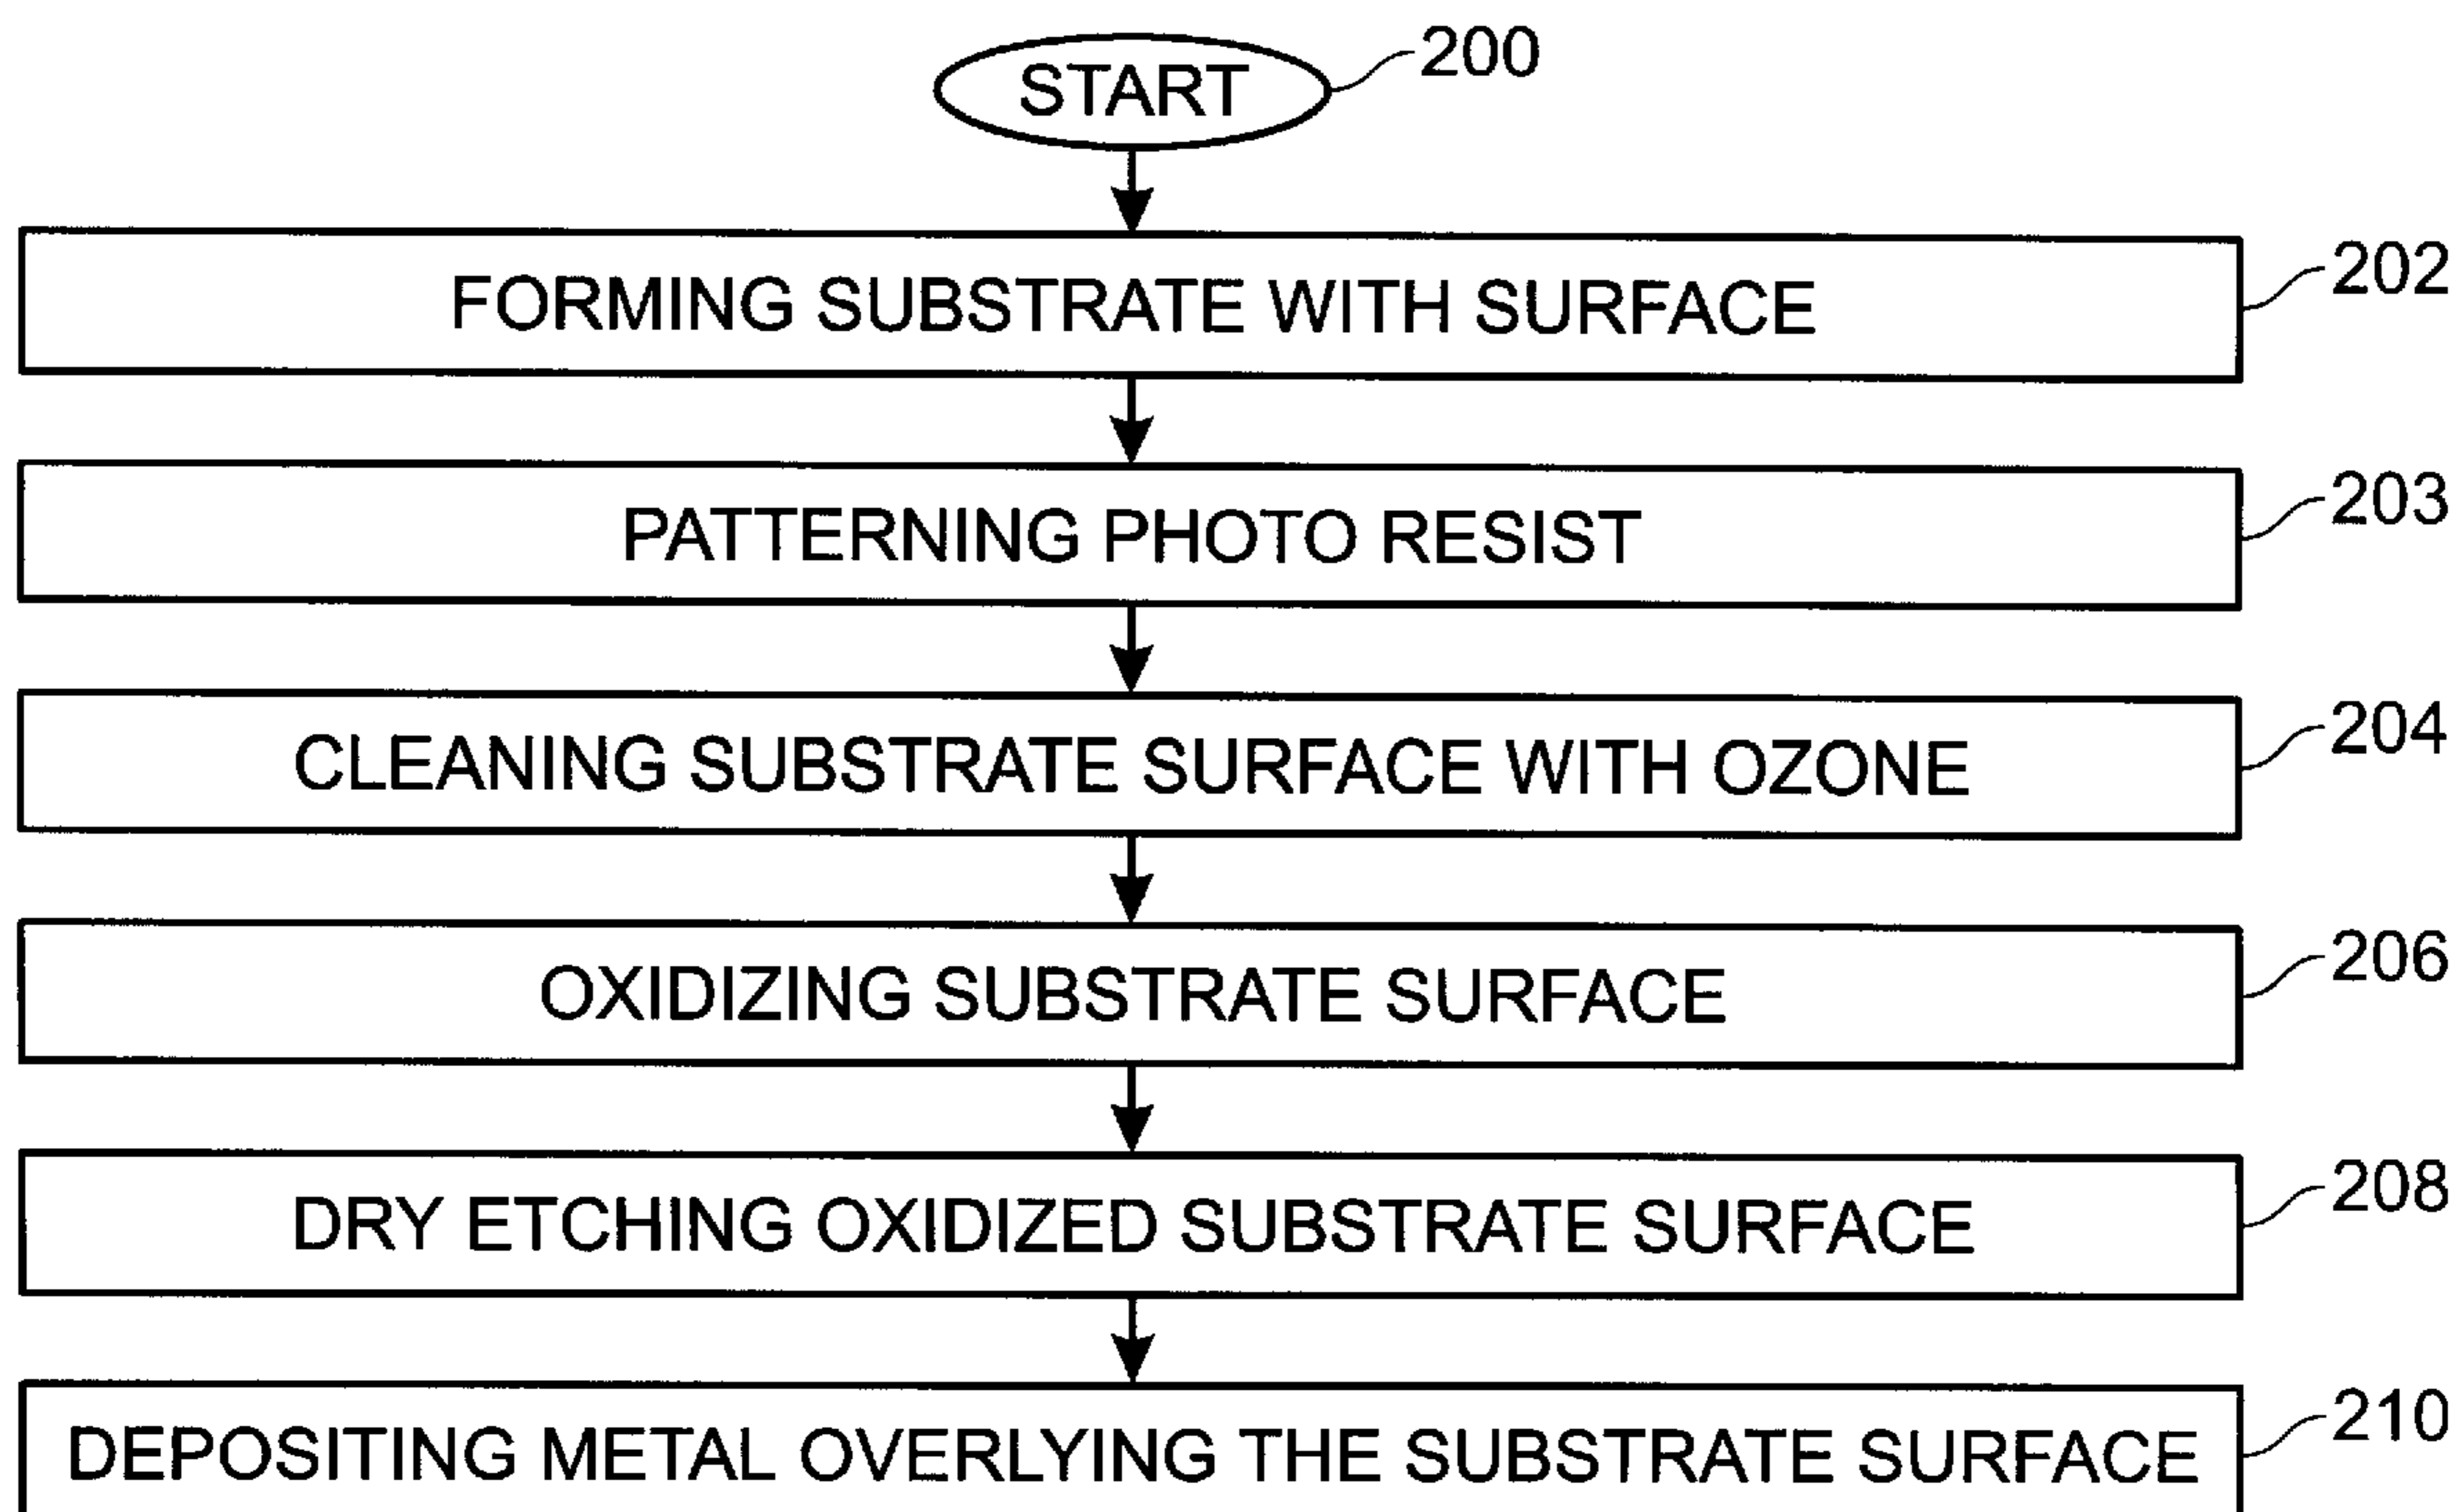 START
200
FORMING SUBSTRATE WITH SURFACE
202
PATTERNING PHOTO RESIST
203
CLEANING SUBSTRATE SURFACE WITH OZONE
204
OXIDIZING SUBSTRATE SURFACE
206
DRY ETCHING OXIDIZED SUBSTRATE SURFACE
208
DEPOSITING METAL OVERLYING THE SUBSTRATE SURFACE
210